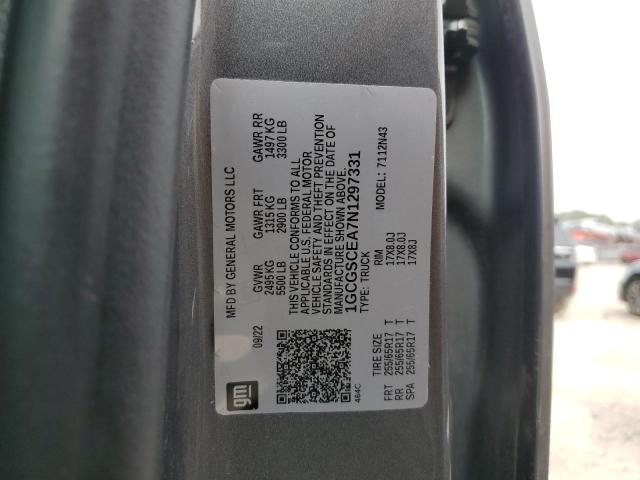 gm
MFD BY GENERAL MOTORS LLC
09/22
GVWR GAWR FRT GAWR RR
2495 KG 1315 KG 1497 KG
5500 LB 2900 LB 3300 LB
THIS VEHICLE CONFORMS TO ALL
APPLICABLE U.S. FEDERAL MOTOR
VEHICLE SAFETY AND THEFT PREVENTION
STANDARDS IN EFFECT ON THE DATE OF
MANUFACTURE SHOWN ABOVE.
1GCGSCEA7N1297331
TYPE: TRUCK MODEL: 7112N43
464C
TIRE SIZE RIM
FRT 255/65R17 T 17X8.0J
RR 255/65R17 T 17X8.0J
SPA 255/65R17 T 17X8J